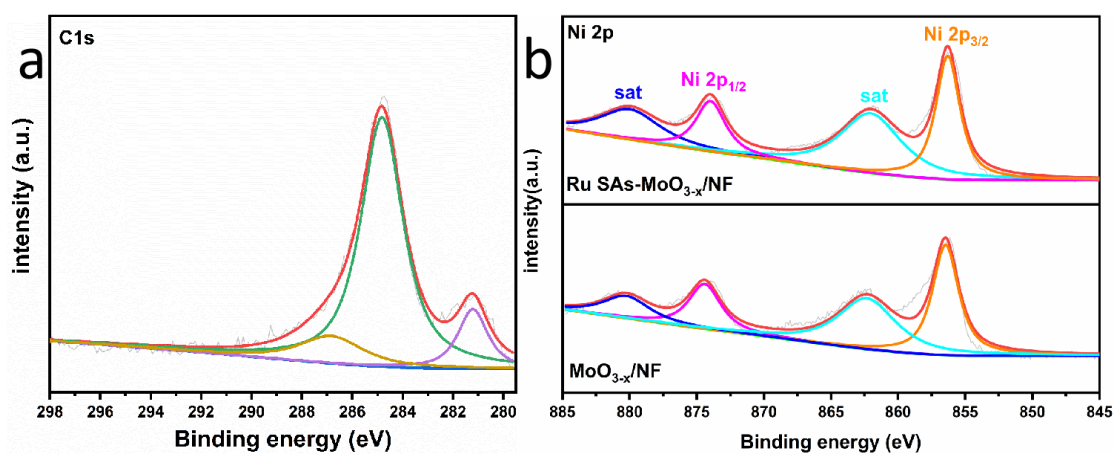 a
C1s
intensity (a.u.)
298 296 294 292 290 288 286 284 282 280
Binding energy (eV)
b
Ni 2p
Ni 2p3/2
Ni 2p1/2
sat
sat
Ru SAs-MoO3-x/NF
intensity(a.u.)
MoO3-x/NF
885 880 875 870 865 860 855 850 845
Binding energy (eV)